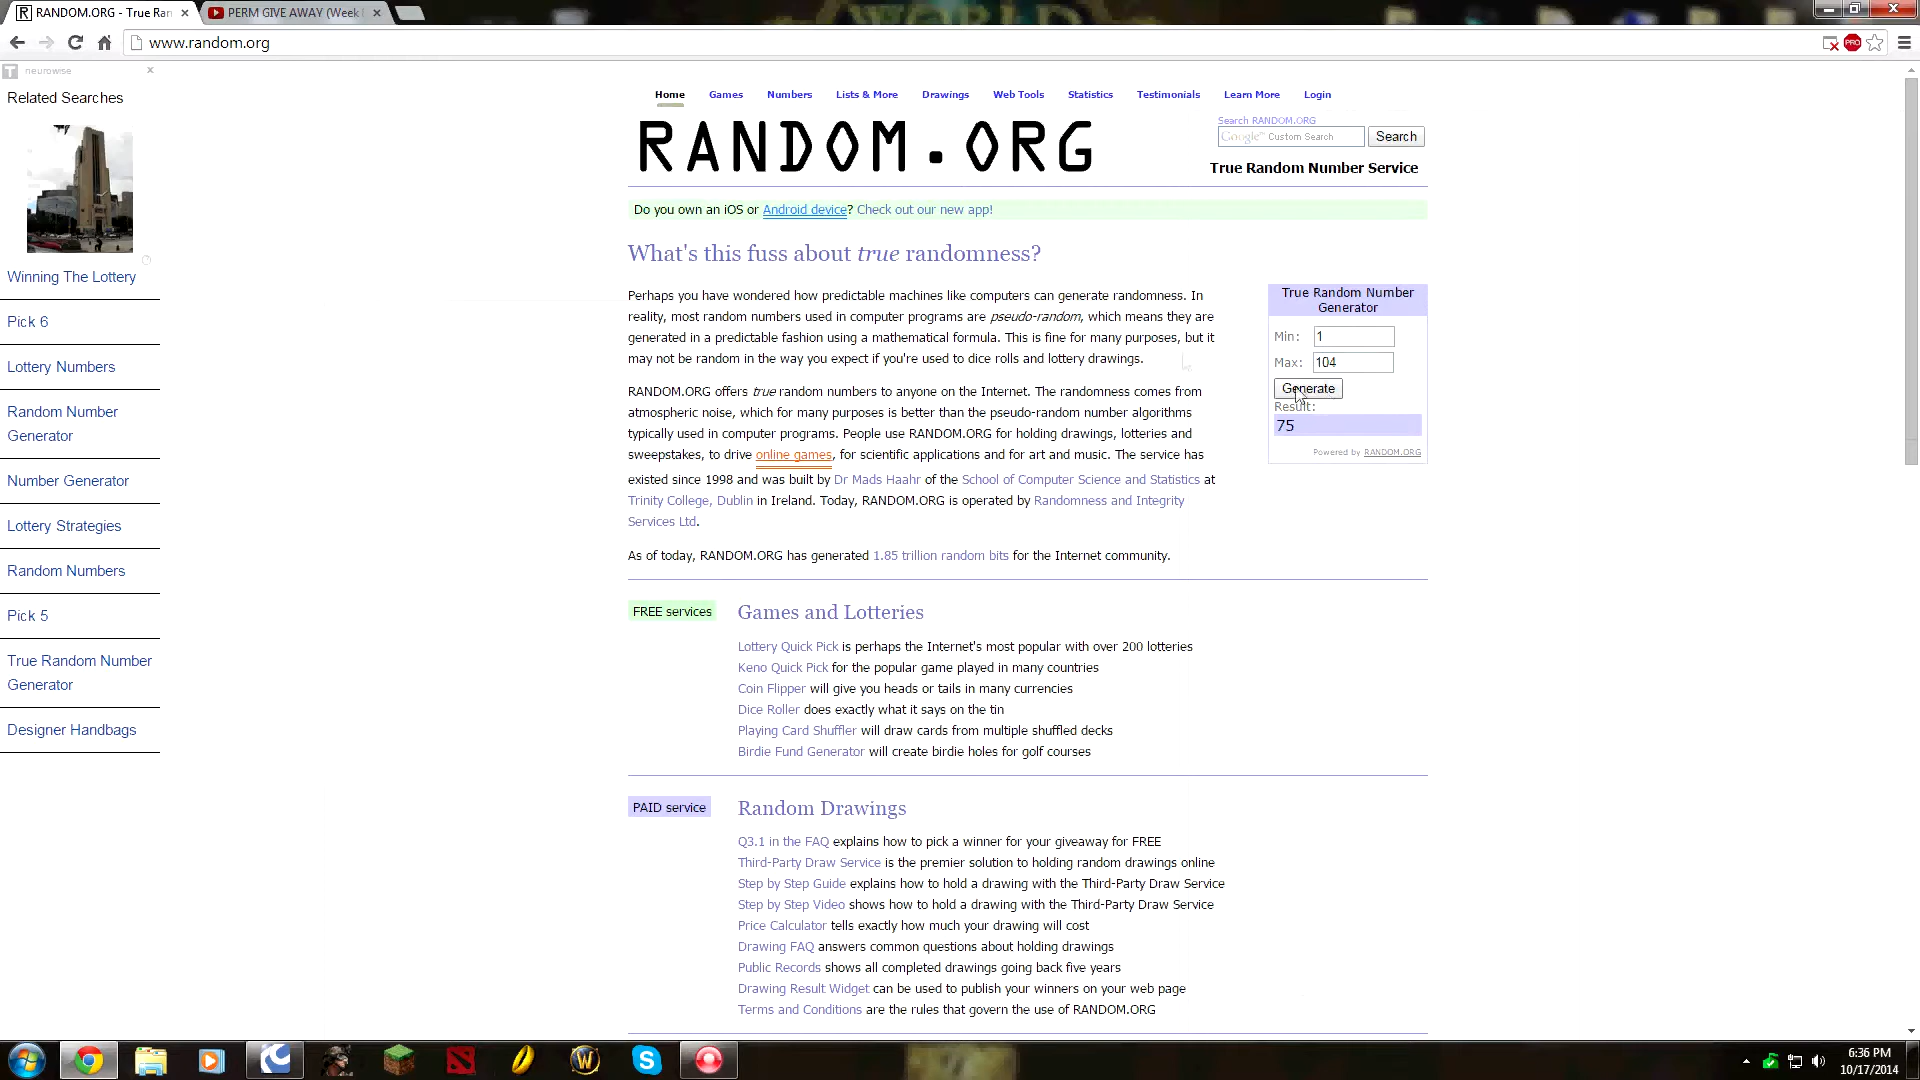 RANDOM.ORG - True Ran
PERM GIVE AWAY (Week
www.random.org
PRO
neurowise
Related Searches
Winning The Lottery
Pick 6
Lottery Numbers
Random Number
Generator
Number Generator
Lottery Strategies
Random Numbers
Pick 5
True Random Number
Generator
Designer Handbags
Home Games Numbers Lists & More Drawings Web Tools Statistics Testimonials Learn More Login
RANDOM.ORG
Search RANDOM.ORG
Google™ Custom Search Search
True Random Number Service
Do you own an iOS or Android device? Check out our new app!
What's this fuss about true randomness?
Perhaps you have wondered how predictable machines like computers can generate randomness. In
reality, most random numbers used in computer programs are pseudo-random, which means they are
generated in a predictable fashion using a mathematical formula. This is fine for many purposes, but it
may not be random in the way you expect if you're used to dice rolls and lottery drawings.
RANDOM.ORG offers true random numbers to anyone on the Internet. The randomness comes from
atmospheric noise, which for many purposes is better than the pseudo-random number algorithms
typically used in computer programs. People use RANDOM.ORG for holding drawings, lotteries and
sweepstakes, to drive online games, for scientific applications and for art and music. The service has
existed since 1998 and was built by Dr Mads Haahr of the School of Computer Science and Statistics at
Trinity College, Dublin in Ireland. Today, RANDOM.ORG is operated by Randomness and Integrity
Services Ltd.
As of today, RANDOM.ORG has generated 1.85 trillion random bits for the Internet community.
True Random Number
Generator
Min: 1
Max: 104
Generate
Result:
75
Powered by RANDOM.ORG
FREE services
Games and Lotteries
Lottery Quick Pick is perhaps the Internet's most popular with over 200 lotteries
Keno Quick Pick for the popular game played in many countries
Coin Flipper will give you heads or tails in many currencies
Dice Roller does exactly what it says on the tin
Playing Card Shuffler will draw cards from multiple shuffled decks
Birdie Fund Generator will create birdie holes for golf courses
PAID service
Random Drawings
Q3.1 in the FAQ explains how to pick a winner for your giveaway for FREE
Third-Party Draw Service is the premier solution to holding random drawings online
Step by Step Guide explains how to hold a drawing with the Third-Party Draw Service
Step by Step Video shows how to hold a drawing with the Third-Party Draw Service
Price Calculator tells exactly how much your drawing will cost
Drawing FAQ answers common questions about holding drawings
Public Records shows all completed drawings going back five years
Drawing Result Widget can be used to publish your winners on your web page
Terms and Conditions are the rules that govern the use of RANDOM.ORG
6:36 PM
10/17/2014